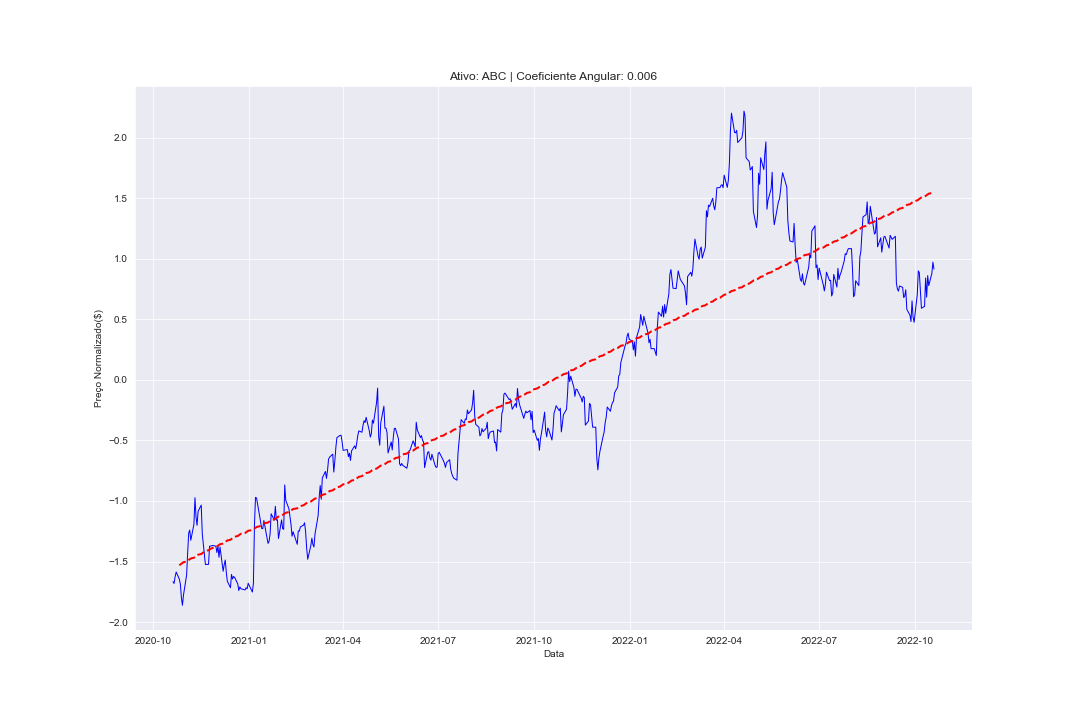 Ativo: ABC | Coeficiente Angular: 0.006
Preço Normalizado($)
2.0
1.5
1.0
0.5
0.0
−0.5
−1.0
−1.5
−2.0
2020-10 2021-01 2021-04 2021-07 2021-10 2022-01 2022-04 2022-07 2022-10
Data